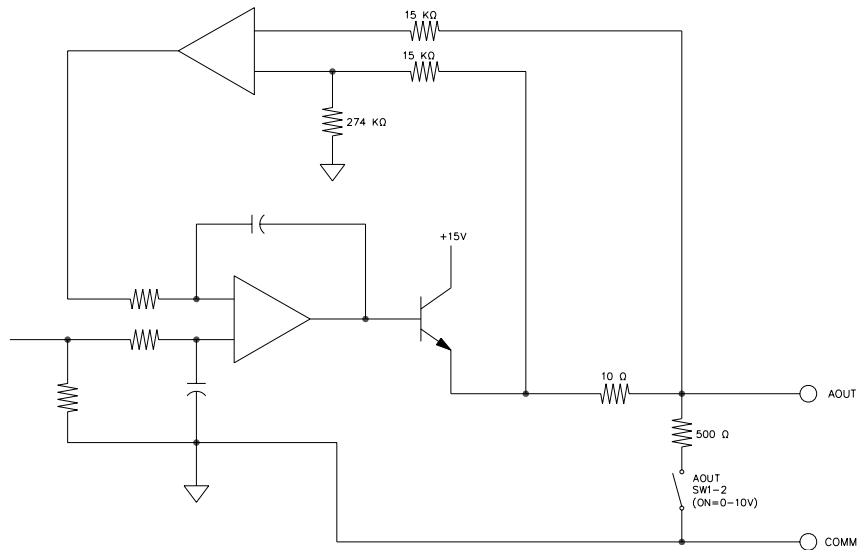 15 KΩ
15 KΩ
274 KΩ
+15V
10 Ω
AOUT
500 Ω
AOUT
SW1-2
(ON=0-10V)
COMM